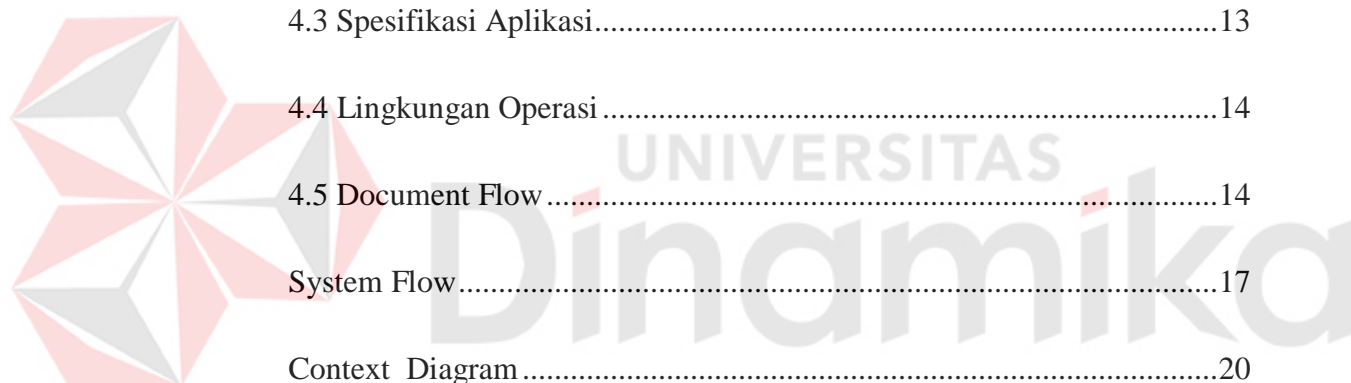 4.3 Spesifikasi Aplikasi.......................................................................................13
4.4 Lingkungan Operasi.......................................................................................14
UNIVERSITAS
Dinamika
4.5 Document Flow.......................................................................................14
System Flow.......................................................................................17
Context Diagram.......................................................................................20